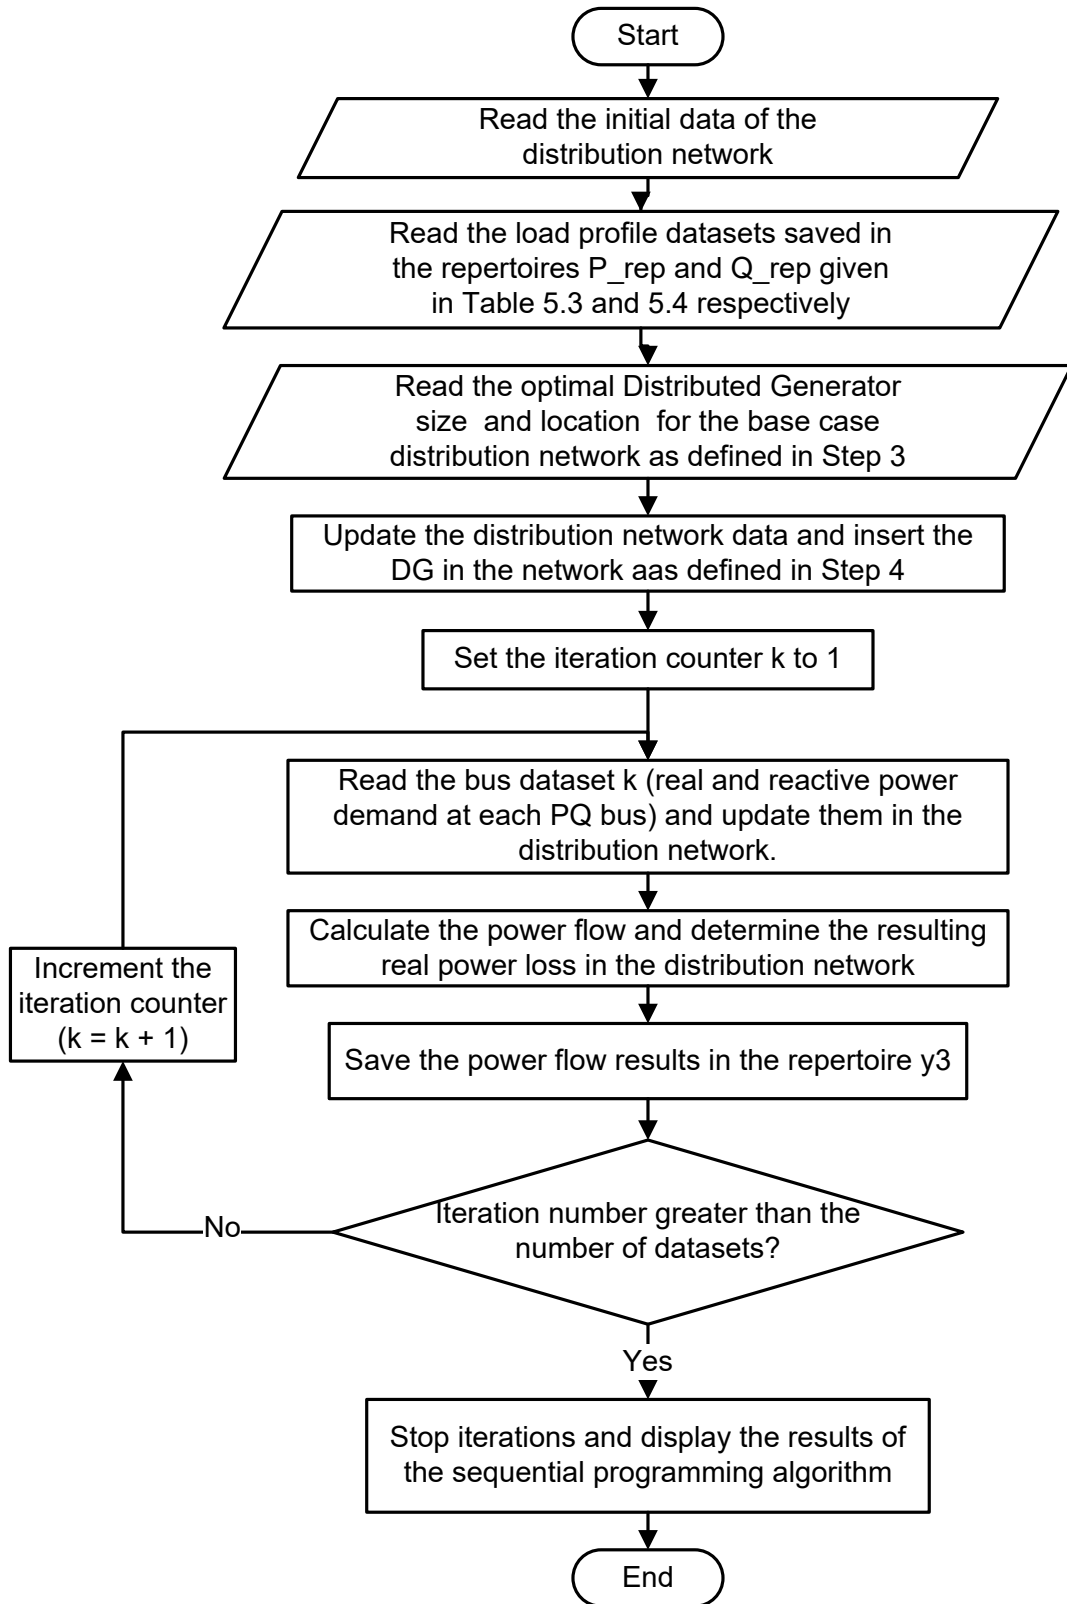 Start
Read the initial data of the
distribution network
Read the load profile datasets saved in
the repertoires P_rep and Q_rep given
in Table 5.3 and 5.4 respectively
Read the optimal Distributed Generator
size and location for the base case
distribution network as defined in Step 3
Update the distribution network data and insert the
DG in the network aas defined in Step 4
Set the iteration counter k to 1
Read the bus dataset k (real and reactive power
demand at each PQ bus) and update them in the
distribution network.
Calculate the power flow and determine the resulting
real power loss in the distribution network
Increment the
iteration counter
(k = k + 1)
Save the power flow results in the repertoire y3
Iteration number greater than the
number of datasets?
No
Yes
Stop iterations and display the results of
the sequential programming algorithm
End